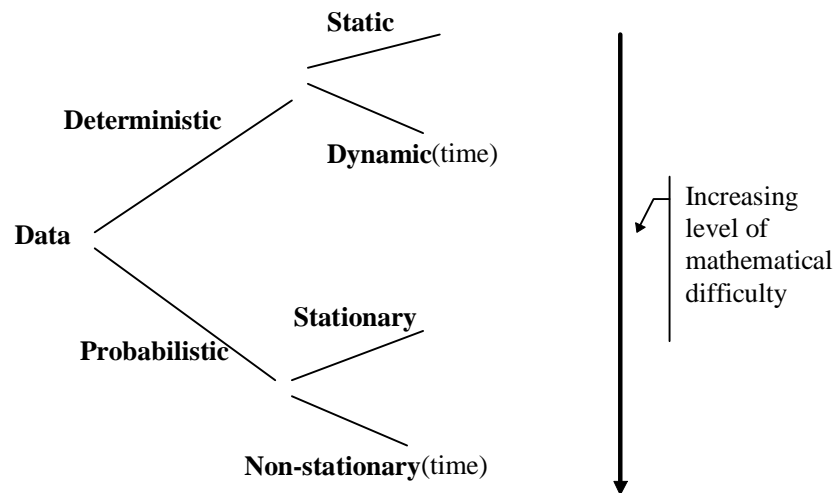 Static
Deterministic
Dynamic(time)
Data
Probabilistic
Stationary
Non-stationary(time)
Increasing
level of
mathematical
difficulty